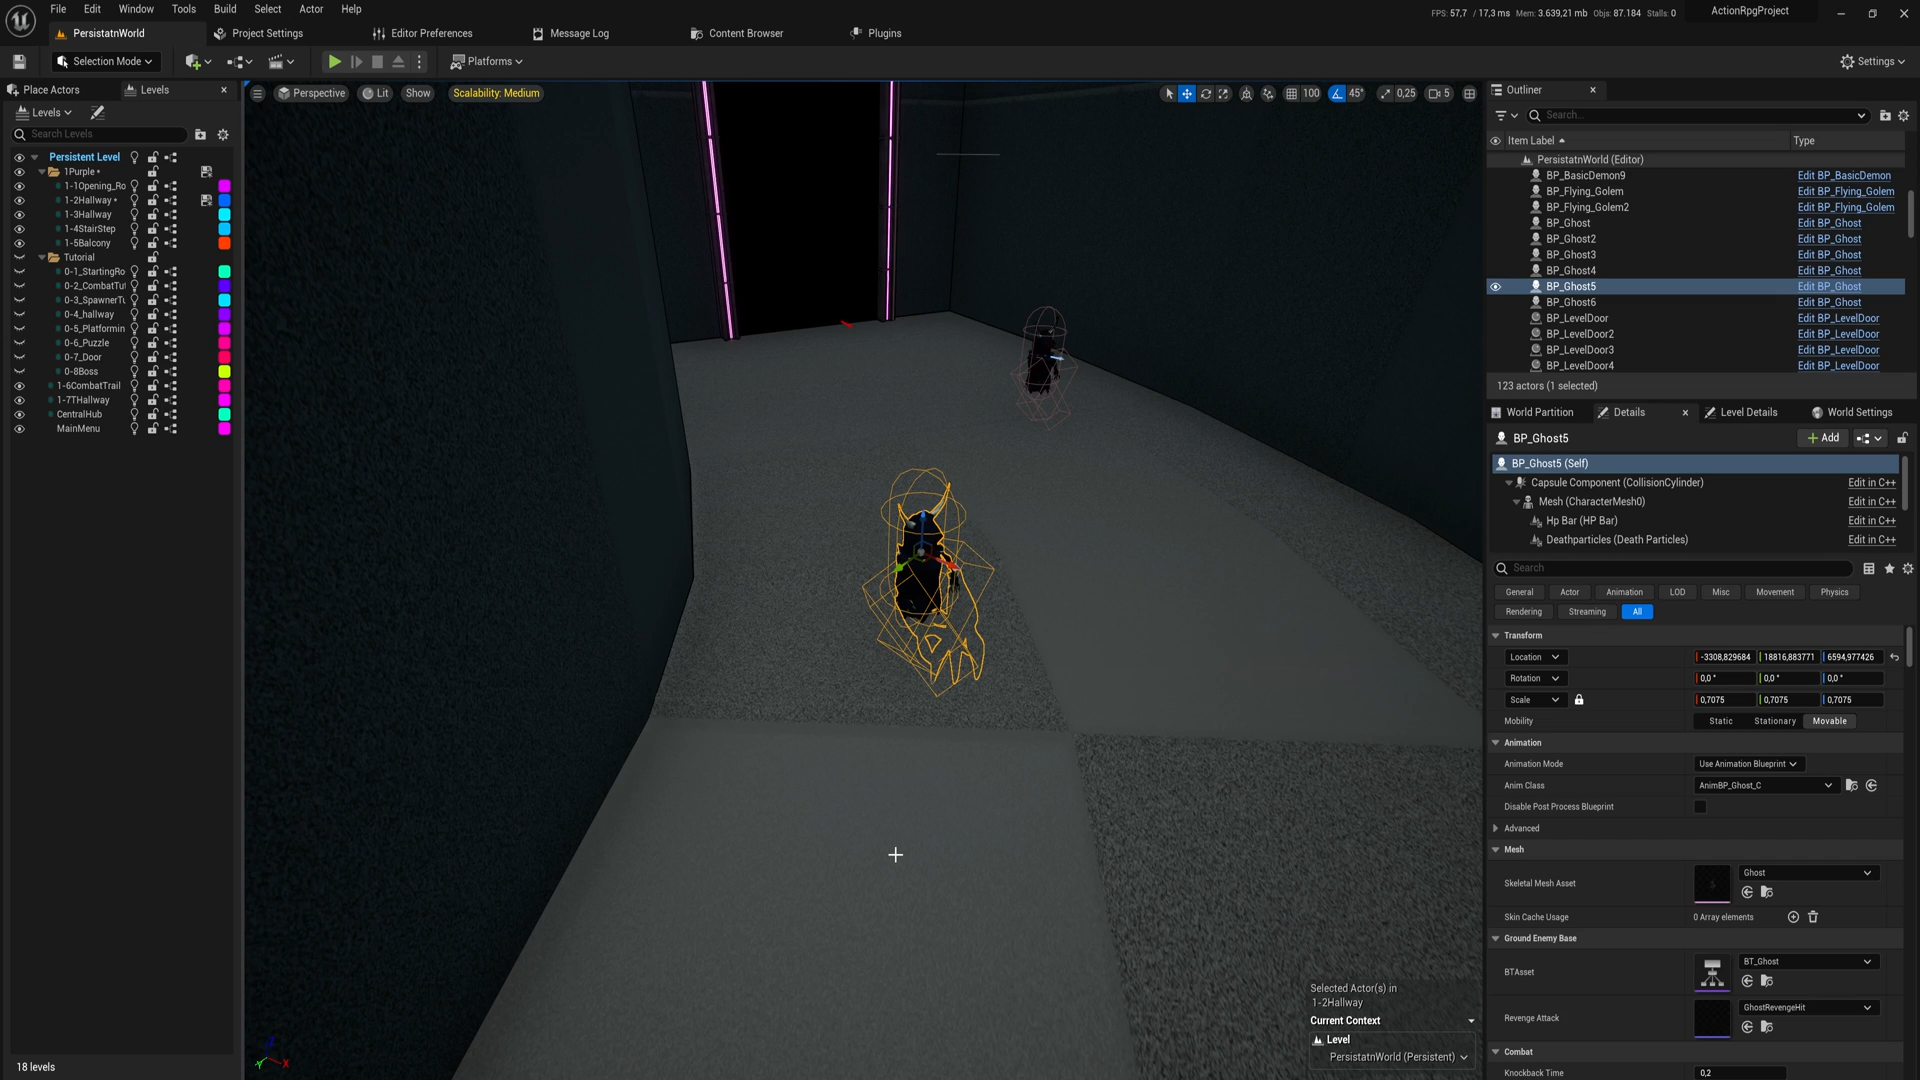 File Edit Window Tools Build Select Actor Help
FPS: 57,7 / 17,3 ms Mem: 3.639,21 mb Objs: 87.184 Stalls: 0
ActionRpgProject
PersistatnWorld
Project Settings
Editor Preferences
Message Log
Content Browser
Plugins
Selection Mode
Platforms
Settings
Place Actors
Levels
Levels
Search Levels
Persistent Level
1Purple •
1-1Opening_Ro
1-2Hallway •
1-3Hallway
1-4StairStep
1-5Balcony
Tutorial
0-1_StartingRo
0-2_CombatTut
0-3_SpawnerTu
0-4_hallway
0-5_Platformin
0-6_Puzzle
0-7_Door
0-8Boss
1-6CombatTrail
1-7THallway
CentralHub
MainMenu
18 levels
Perspective
Lit
Show
Scalability: Medium
100
45°
0,25
5
Selected Actor(s) in
1-2Hallway
Current Context
Level
PersistatnWorld (Persistent)
Outliner
Search...
Item Label
Type
PersistatnWorld (Editor)
BP_BasicDemon9 Edit BP_BasicDemon
BP_Flying_Golem Edit BP_Flying_Golem
BP_Flying_Golem2 Edit BP_Flying_Golem
BP_Ghost Edit BP_Ghost
BP_Ghost2 Edit BP_Ghost
BP_Ghost3 Edit BP_Ghost
BP_Ghost4 Edit BP_Ghost
BP_Ghost5 Edit BP_Ghost
BP_Ghost6 Edit BP_Ghost
BP_LevelDoor Edit BP_LevelDoor
BP_LevelDoor2 Edit BP_LevelDoor
BP_LevelDoor3 Edit BP_LevelDoor
BP_LevelDoor4 Edit BP_LevelDoor
123 actors (1 selected)
World Partition
Details
Level Details
World Settings
BP_Ghost5
Add
BP_Ghost5 (Self)
Capsule Component (CollisionCylinder) Edit in C++
Mesh (CharacterMesh0) Edit in C++
Hp Bar (HP Bar) Edit in C++
Deathparticles (Death Particles) Edit in C++
Search
General Actor Animation LOD Misc Movement Physics
Rendering Streaming All
Transform
Location -3308,829684 18816,883771 6594,977426
Rotation 0,0 ° 0,0 ° 0,0 °
Scale 0,7075 0,7075 0,7075
Mobility Static Stationary Movable
Animation
Animation Mode Use Animation Blueprint
Anim Class AnimBP_Ghost_C
Disable Post Process Blueprint
Advanced
Mesh
Skeletal Mesh Asset Ghost
Skin Cache Usage 0 Array elements
Ground Enemy Base
BTAsset BT_Ghost
Revenge Attack GhostRevengeHit
Combat
Knockback Time 0,2